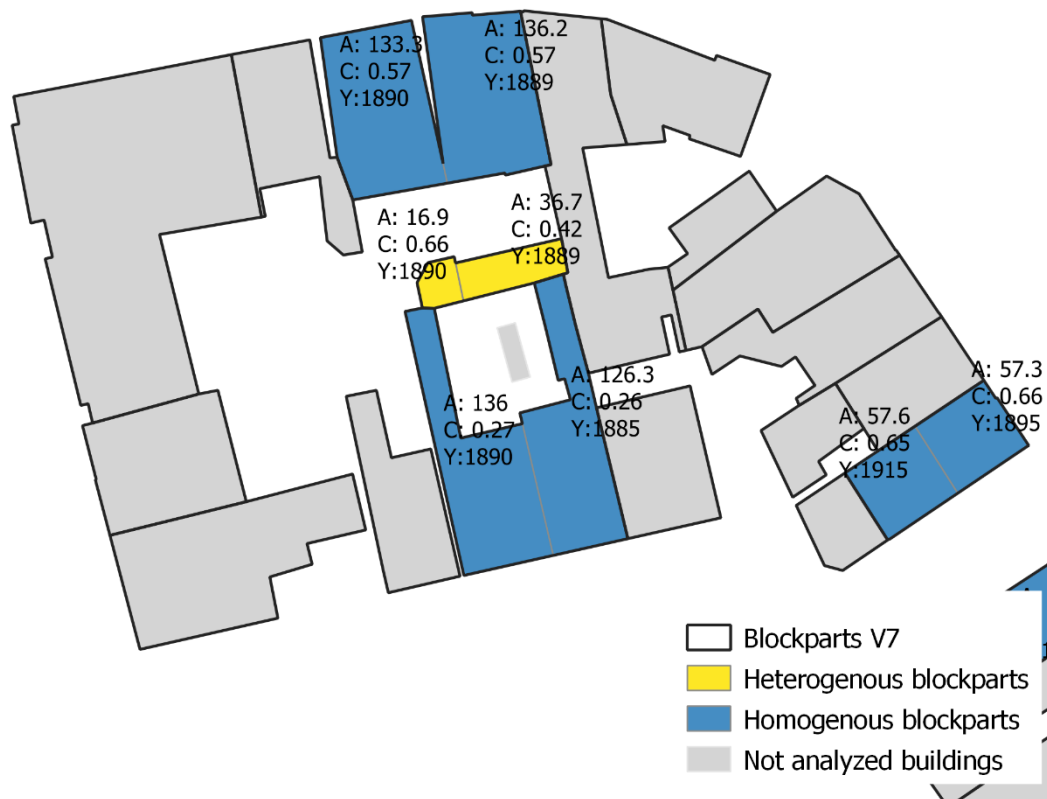 A: 133.3
C: 0.57
Y:1890
A: 136.2
C: 0.57
Y:1889
A: 16.9
C: 0.66
Y:1890
A: 36.7
C: 0.42
Y:1889
A: 136
C: 0.27
Y:1890
A: 126.3
C: 0.26
Y:1885
A: 57.6
C: 0.65
Y:1915
A: 57.3
C: 0.66
Y:1895
Blockparts V7
Heterogenous blockparts
Homogenous blockparts
Not analyzed buildings